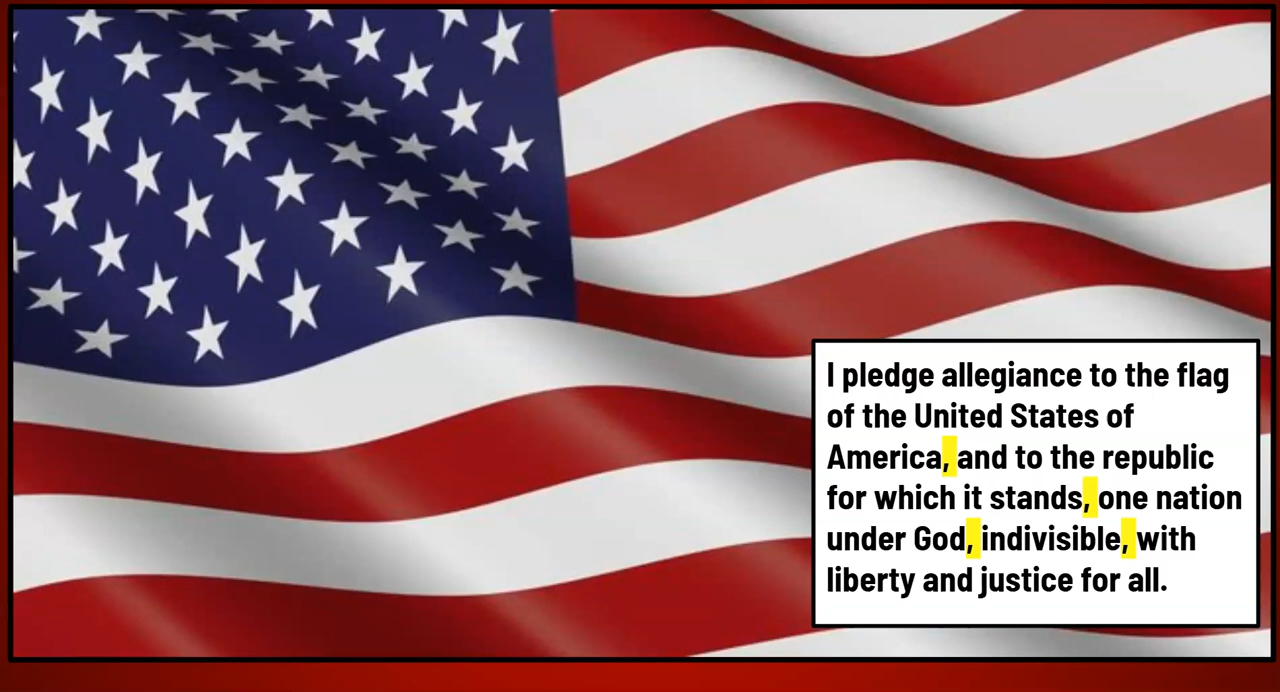 I pledge allegiance to the flag
of the United States of
America, and to the republic
for which it stands, one nation
under God, indivisible, with
liberty and justice for all.